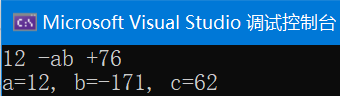 Microsoft Visual Studio 调试控制台
12 -ab +76
a=12, b=-171, c=62